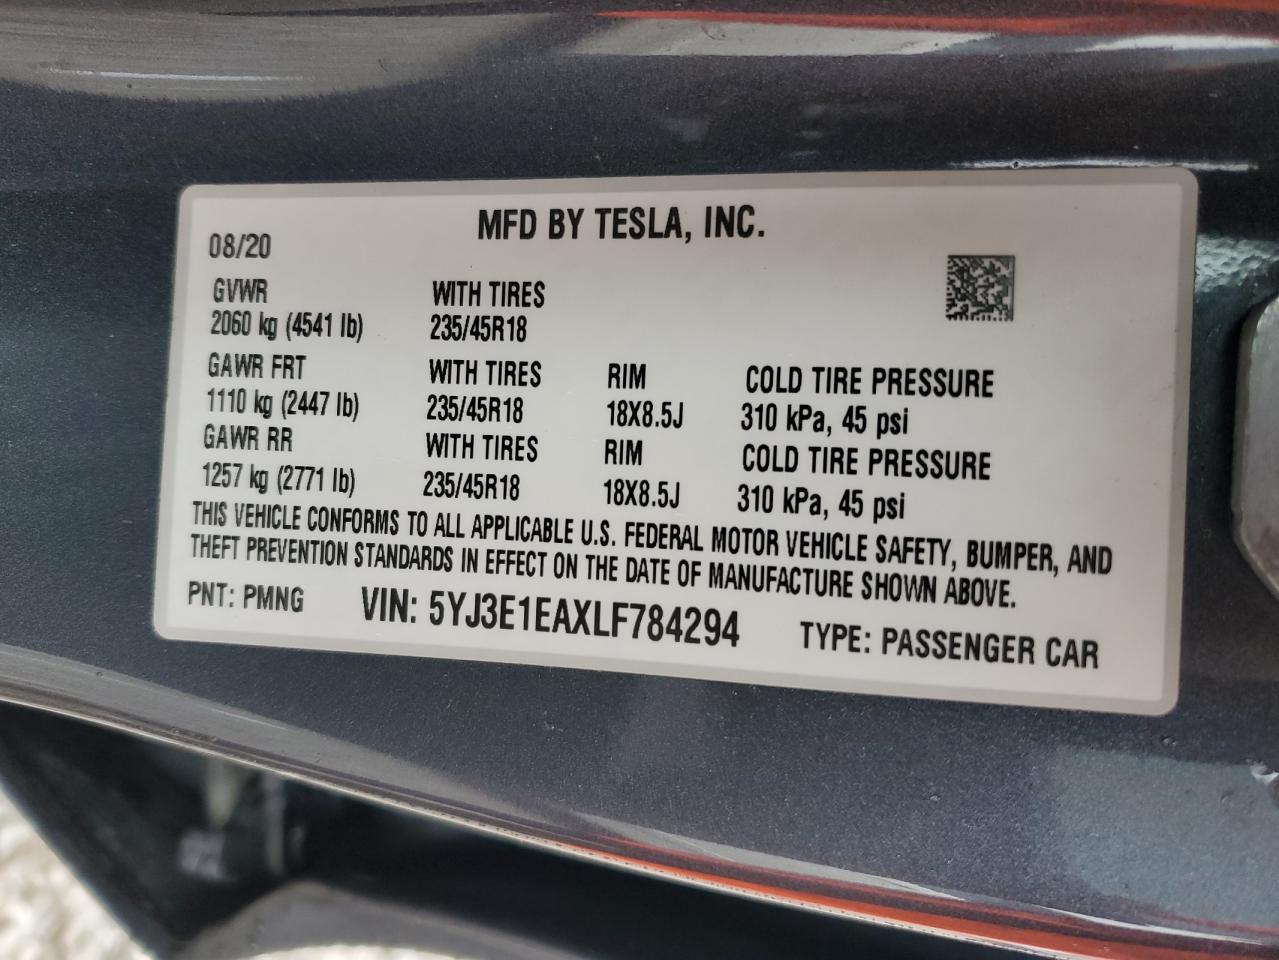 MFD BY TESLA, INC.
08/20
GVWR WITH TIRES
2060 kg (4541 lb) 235/45R18
GAWR FRT WITH TIRES RIM COLD TIRE PRESSURE
1110 kg (2447 lb) 235/45R18 18X8.5J 310 kPa, 45 psi
GAWR RR WITH TIRES RIM COLD TIRE PRESSURE
1257 kg (2771 lb) 235/45R18 18X8.5J 310 kPa, 45 psi
THIS VEHICLE CONFORMS TO ALL APPLICABLE U.S. FEDERAL MOTOR VEHICLE SAFETY, BUMPER, AND
THEFT PREVENTION STANDARDS IN EFFECT ON THE DATE OF MANUFACTURE SHOWN ABOVE.
PNT: PMNG VIN: 5YJ3E1EAXLF784294 TYPE: PASSENGER CAR